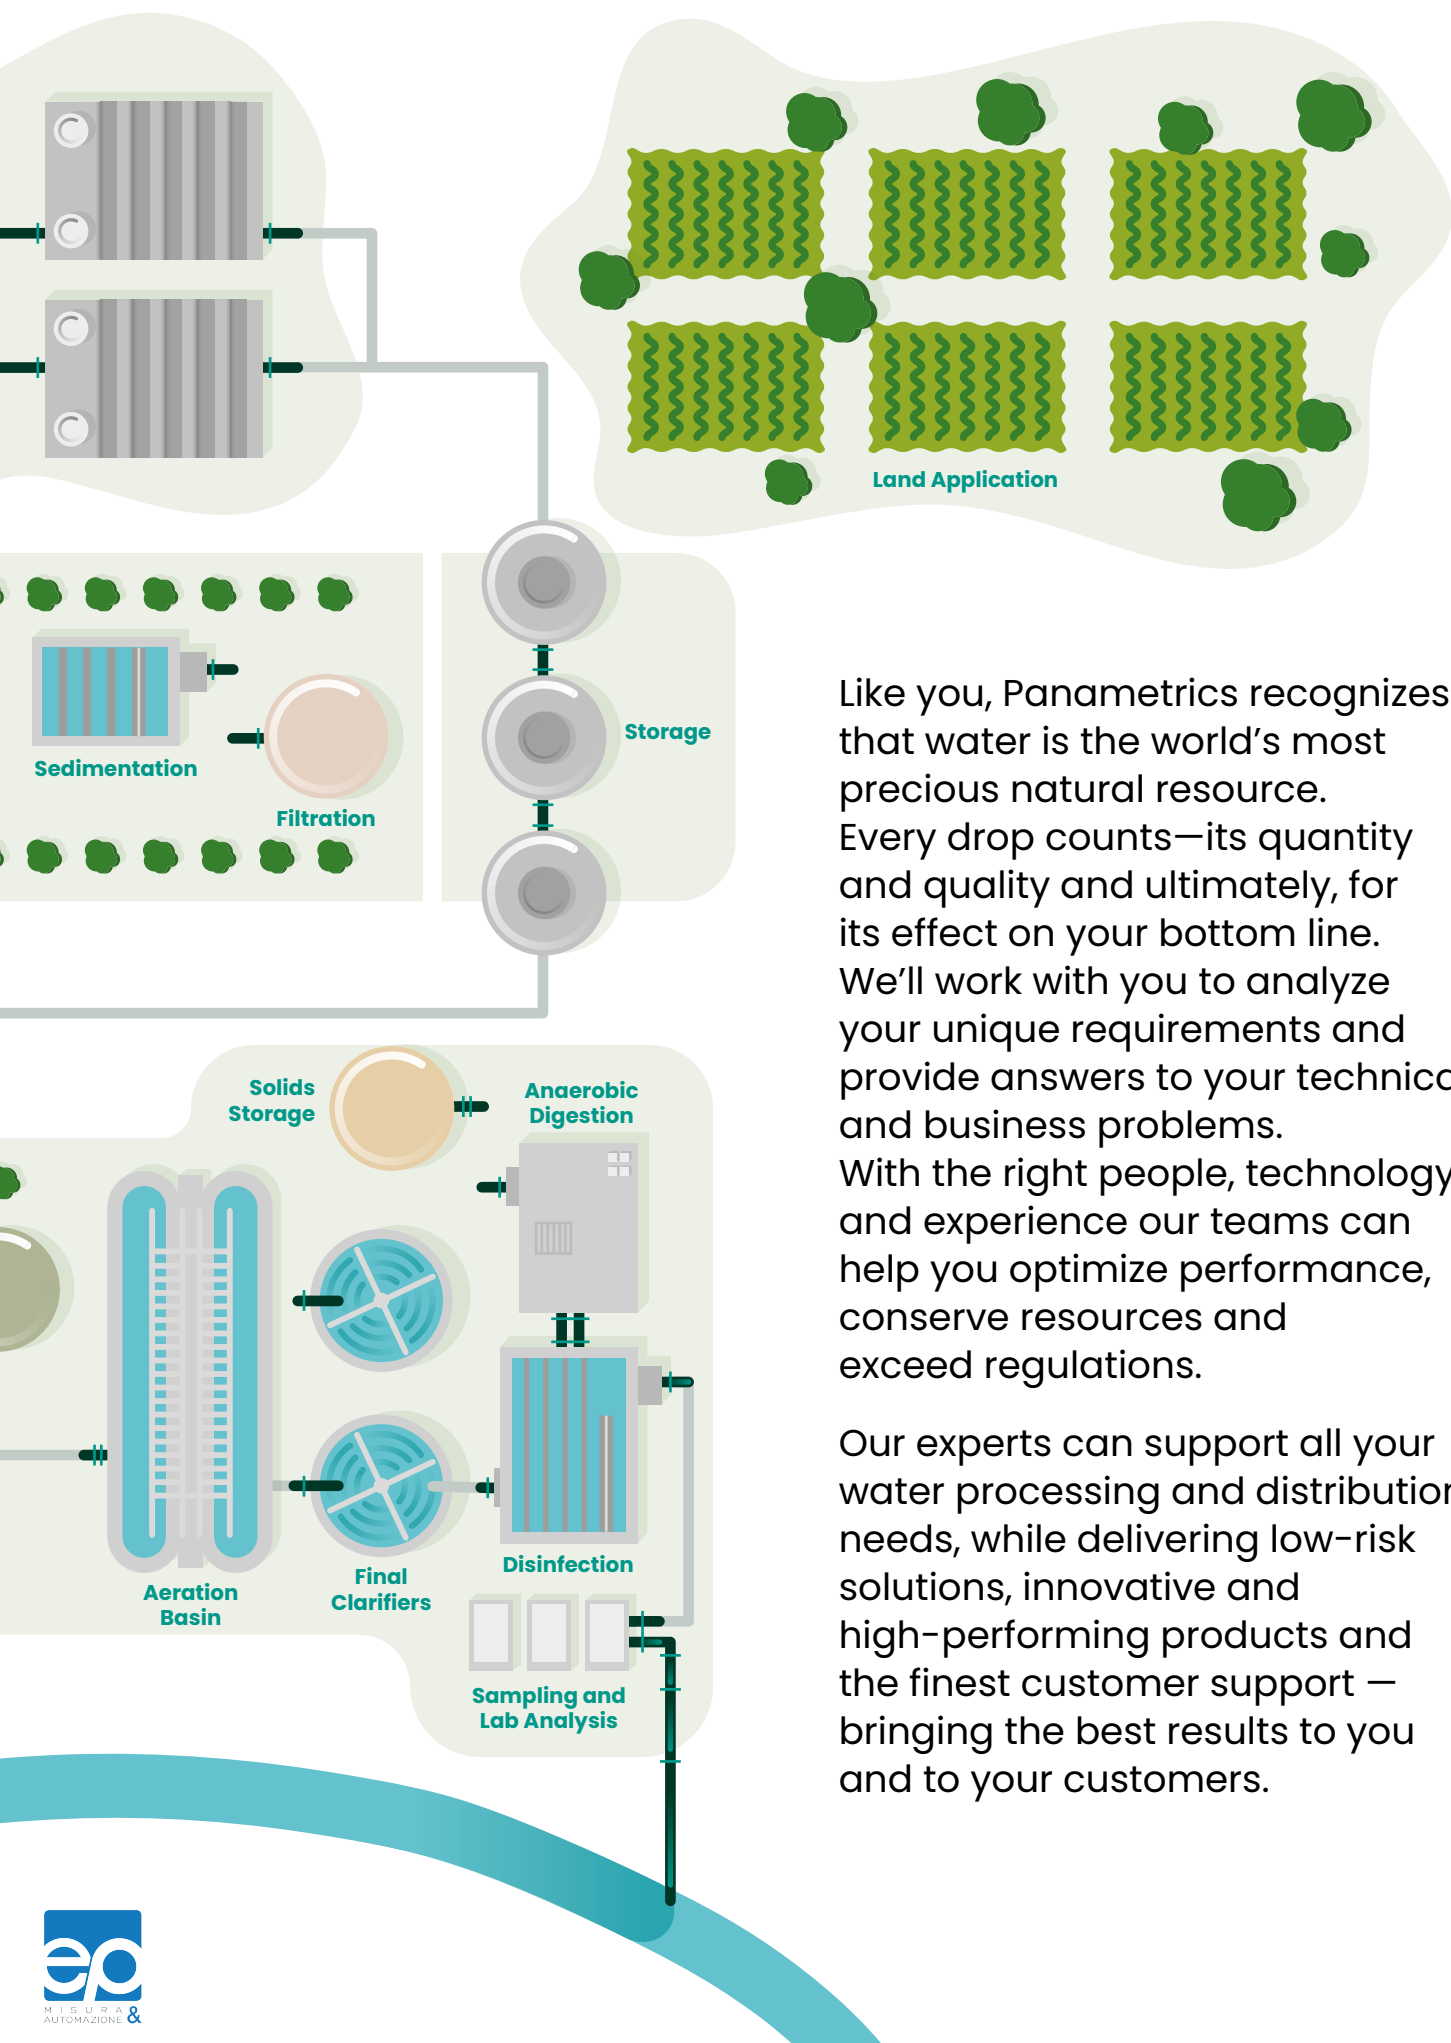 Land Application
Storage
Sedimentation
Filtration
Like you, Panametrics recognizes
that water is the world’s most
precious natural resource.
Every drop counts—its quantity
and quality and ultimately, for
its effect on your bottom line.
We’ll work with you to analyze
your unique requirements and
provide answers to your technica
and business problems.
With the right people, technology
and experience our teams can
help you optimize performance,
conserve resources and
exceed regulations.
Our experts can support all your
water processing and distribution
needs, while delivering low-risk
solutions, innovative and
high-performing products and
the finest customer support —
bringing the best results to you
and to your customers.
Solids
Storage
Anaerobic
Digestion
Aeration
Basin
Final
Clarifiers
Disinfection
Sampling and
Lab Analysis
ep
MISURA &
AUTOMAZIONE